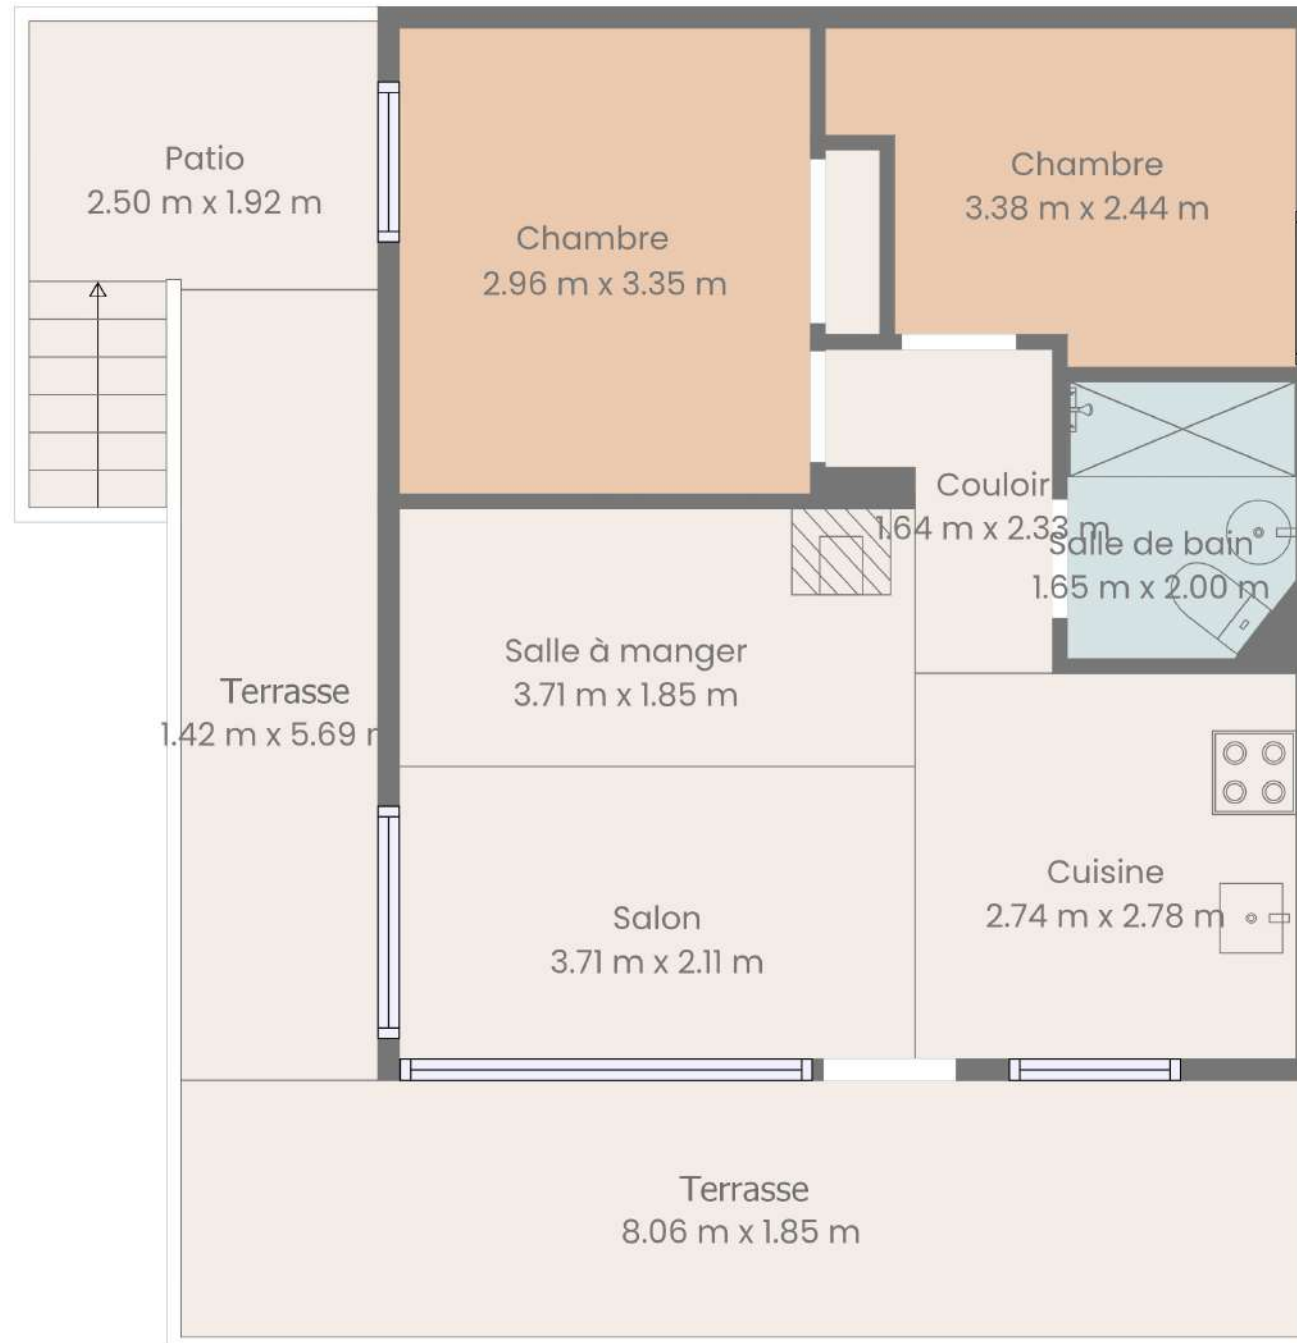 Patio
2.50 m x 1.92 m
Chambre
2.96 m x 3.35 m
Chambre
3.38 m x 2.44 m
Couloir
1.64 m x 2.33 m
Salle de bain
1.65 m x 2.00 m
Salle à manger
3.71 m x 1.85 m
Terrasse
1.42 m x 5.69 m
Cuisine
2.74 m x 2.78 m
Salon
3.71 m x 2.11 m
Terrasse
8.06 m x 1.85 m